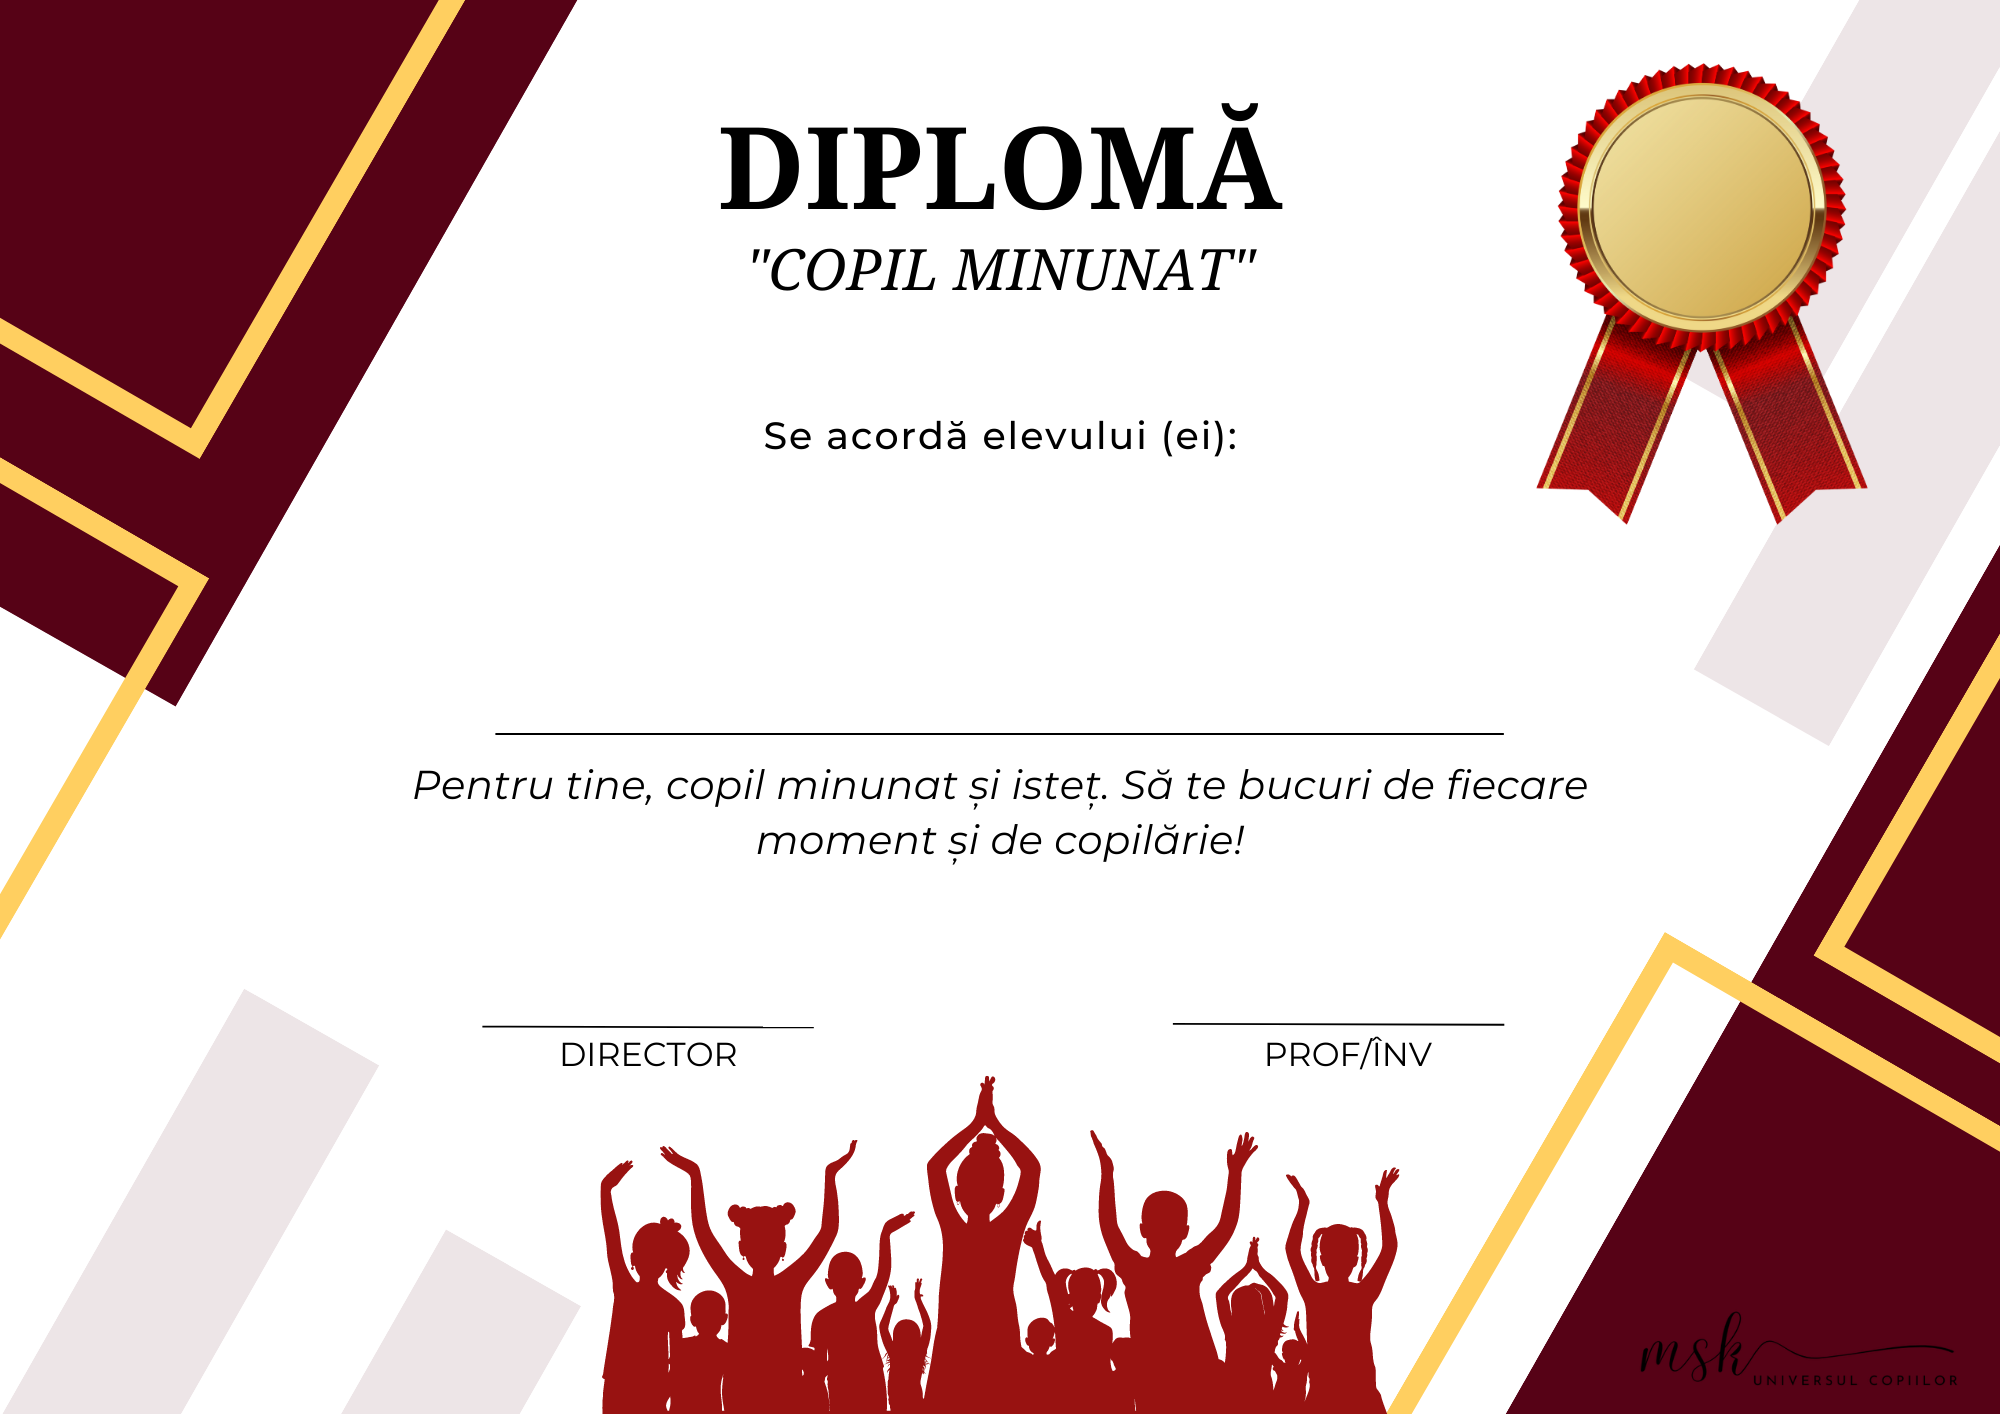 DIPLOMĂ
"COPIL MINUNAT"
Se acordă elevului (ei):
Pentru tine, copil minunat și isteț. Să te bucuri de fiecare
moment și de copilărie!
DIRECTOR
PROF/ÎNV
msk
UNIVERSUL COPIILOR